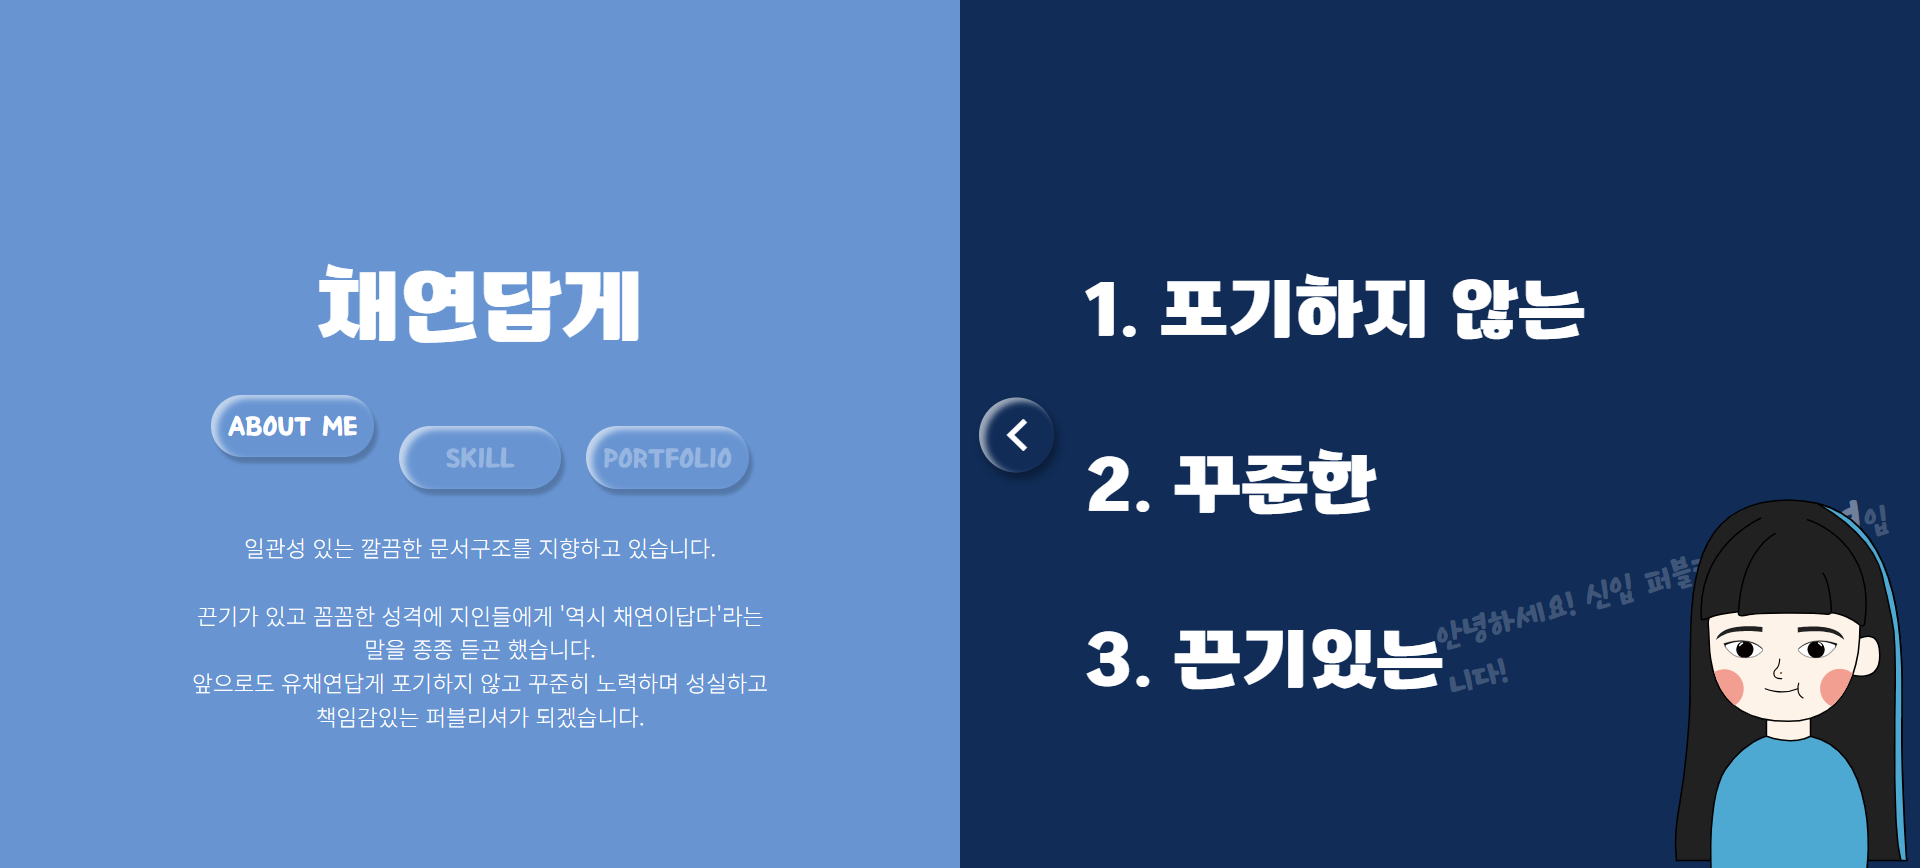 채연답게
ABOUT ME
SKILL
PORTFOLIO
일관성 있는 깔끔한 문서구조를 지향하고 있습니다.
끈기가 있고 꼼꼼한 성격에 지인들에게 '역시 채연이답다'라는
말을 종종 듣곤 했습니다.
앞으로도 유채연답게 포기하지 않고 꾸준히 노력하며 성실하고
책임감있는 퍼블리셔가 되겠습니다.
1. 포기하지 않는
2. 꾸준한
3. 끈기있는
안녕하세요! 신입
니다!